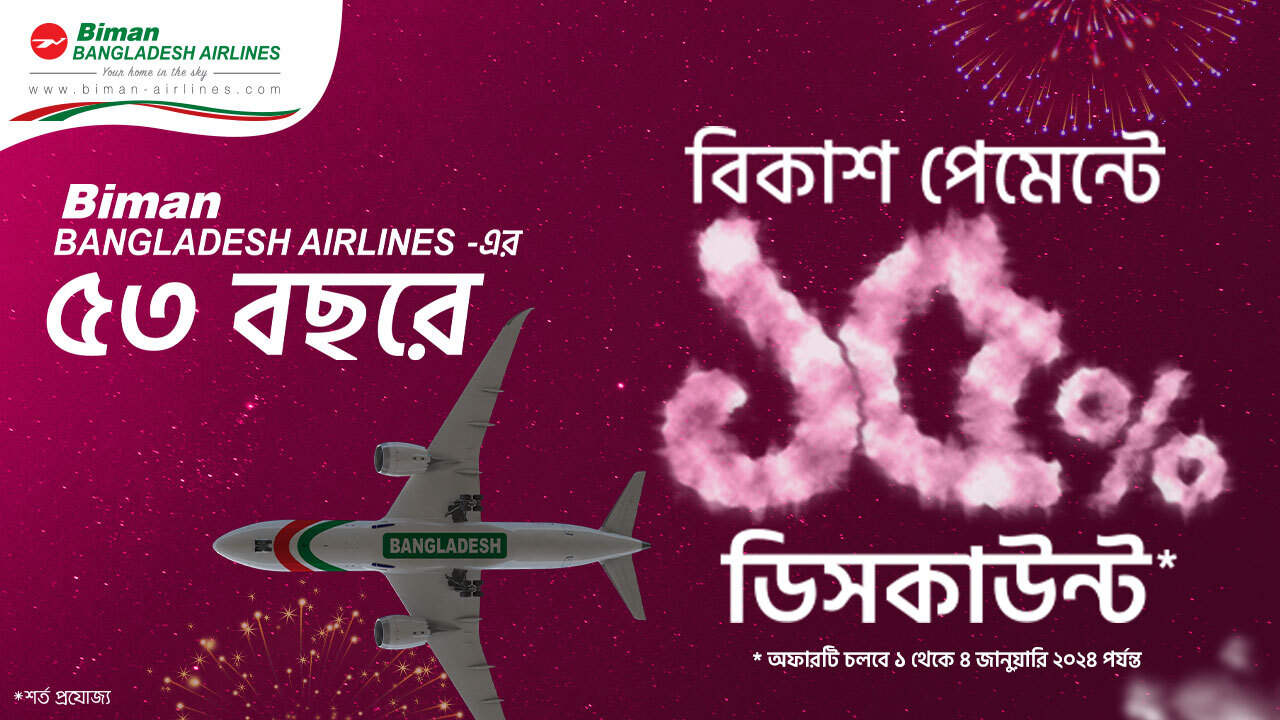 Biman
BANGLADESH AIRLINES
Your home in the sky
www.biman-airlines.com
Biman
BANGLADESH AIRLINES -এর
৫৩ বছরে
বিকাশ পেমেন্টে
১৫%
ডিসকাউন্ট*
* অফারটি চলবে ১ থেকে ৪ জানুয়ারি ২০২৪ পর্যন্ত
BANGLADESH
*শর্ত প্রযোজ্য